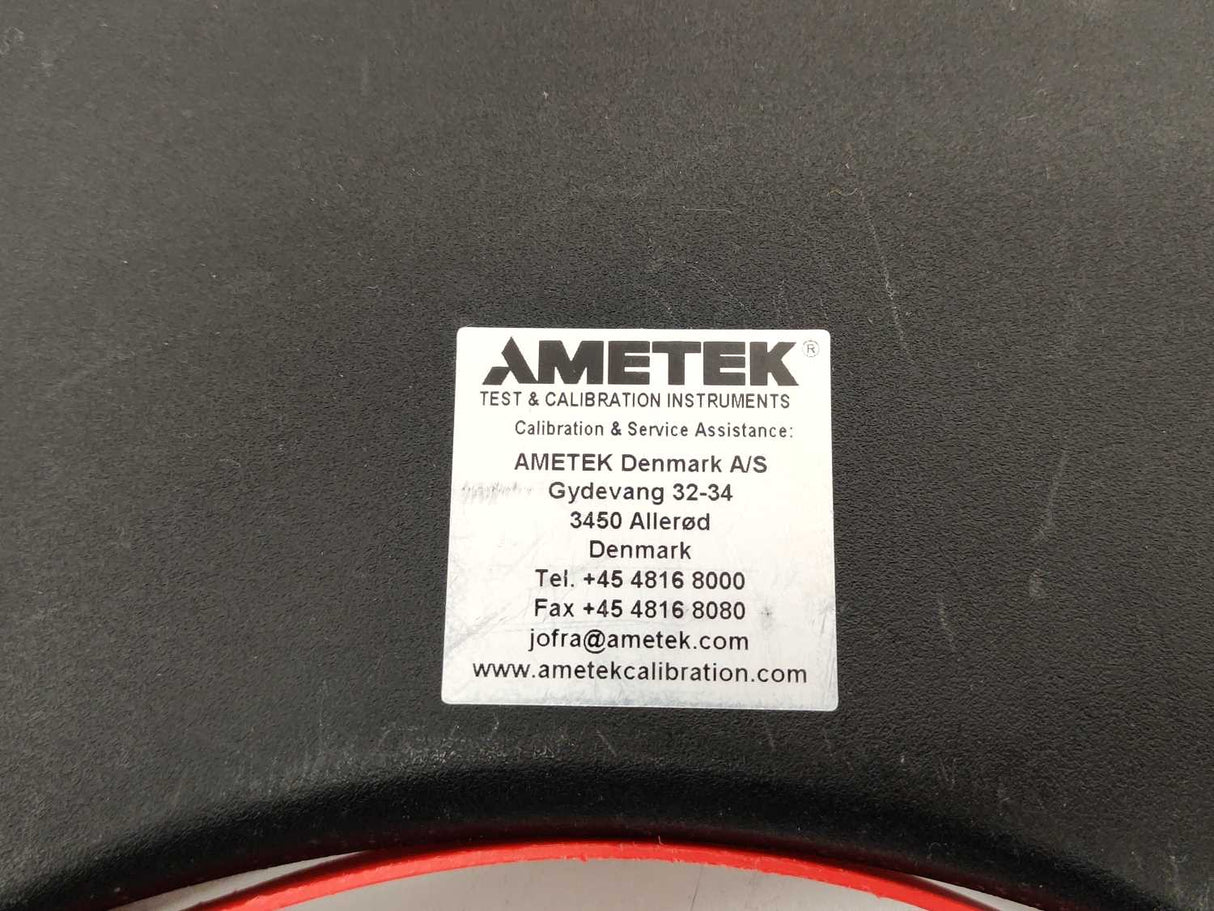 AMETEK®
TEST & CALIBRATION INSTRUMENTS
Calibration & Service Assistance:
AMETEK Denmark A/S
Gydevang 32-34
3450 Allerød
Denmark
Tel. +45 4816 8000
Fax +45 4816 8080
jofra@ametek.com
www.ametekcalibration.com